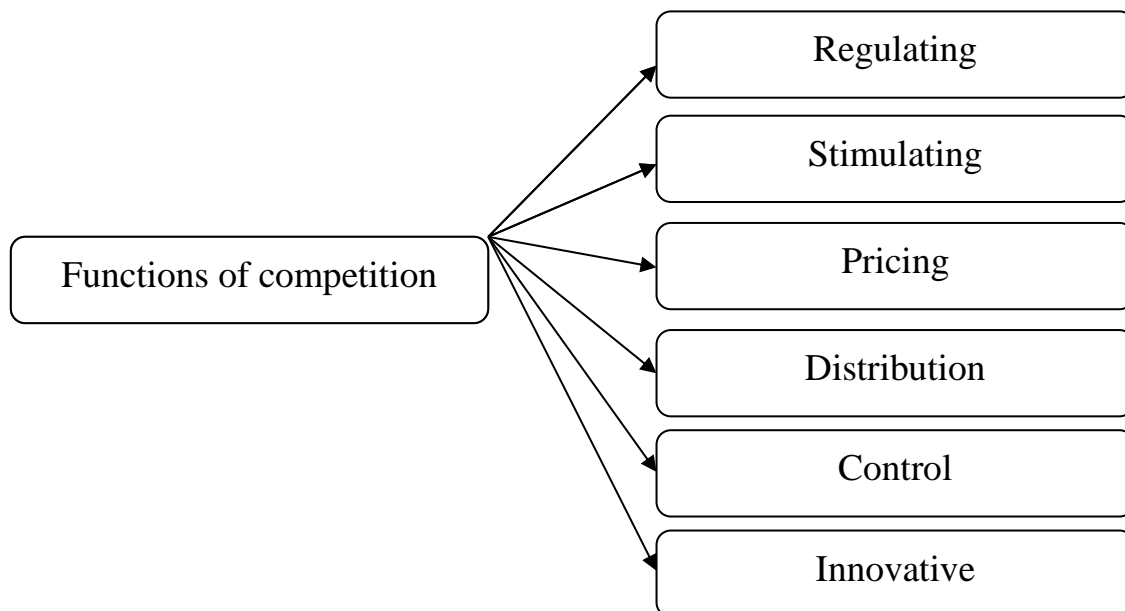 Regulating
Stimulating
Pricing
Functions of competition
Distribution
Control
Innovative